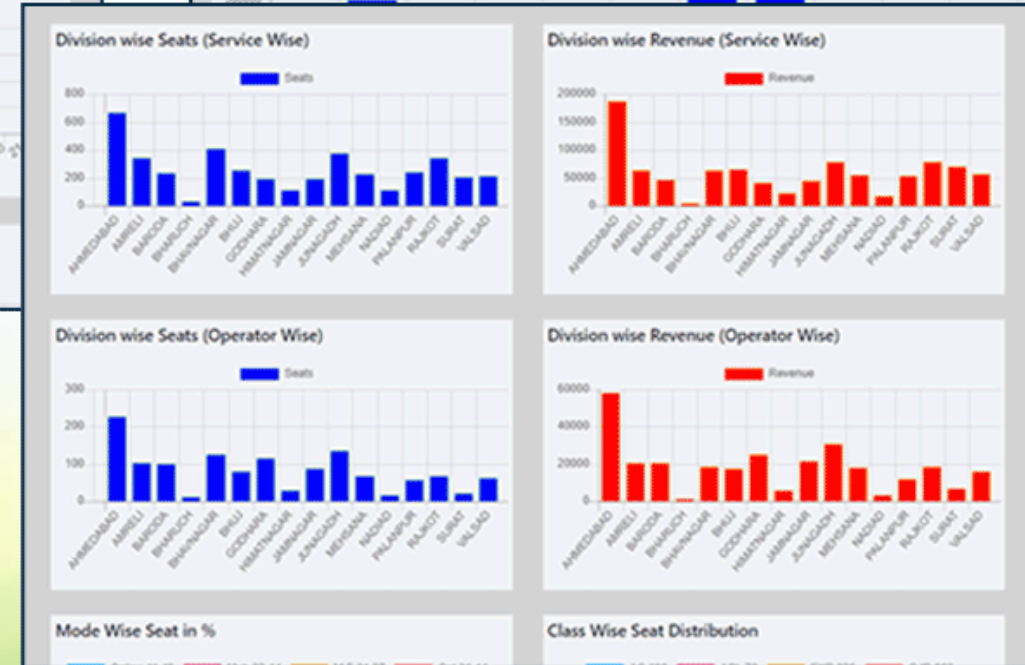 Division wise Seats (Service Wise)
Seats
800
600
400
200
0
AHMEDABAD
AMRELI
BARODA
BHARUCH
BHAVNAGAR
BHUJ
GODHARA
HIMATNAGAR
JAMNAGAR
JUNAGADH
MEHSANA
NADIAD
PALANPUR
RAJKOT
SURAT
VALSAD
Division wise Revenue (Service Wise)
Revenue
200000
150000
100000
50000
0
AHMEDABAD
AMRELI
BARODA
BHARUCH
BHAVNAGAR
BHUJ
GODHARA
HIMATNAGAR
JAMNAGAR
JUNAGADH
MEHSANA
NADIAD
PALANPUR
RAJKOT
SURAT
VALSAD
Division wise Seats (Operator Wise)
Seats
300
200
100
0
AHMEDABAD
AMRELI
BARODA
BHARUCH
BHAVNAGAR
BHUJ
GODHARA
HIMATNAGAR
JAMNAGAR
JUNAGADH
MEHSANA
NADIAD
PALANPUR
RAJKOT
SURAT
VALSAD
Division wise Revenue (Operator Wise)
Revenue
60000
40000
20000
0
AHMEDABAD
AMRELI
BARODA
BHARUCH
BHAVNAGAR
BHUJ
GODHARA
HIMATNAGAR
JAMNAGAR
JUNAGADH
MEHSANA
NADIAD
PALANPUR
RAJKOT
SURAT
VALSAD
Mode Wise Seat in %
Class Wise Seat Distribution